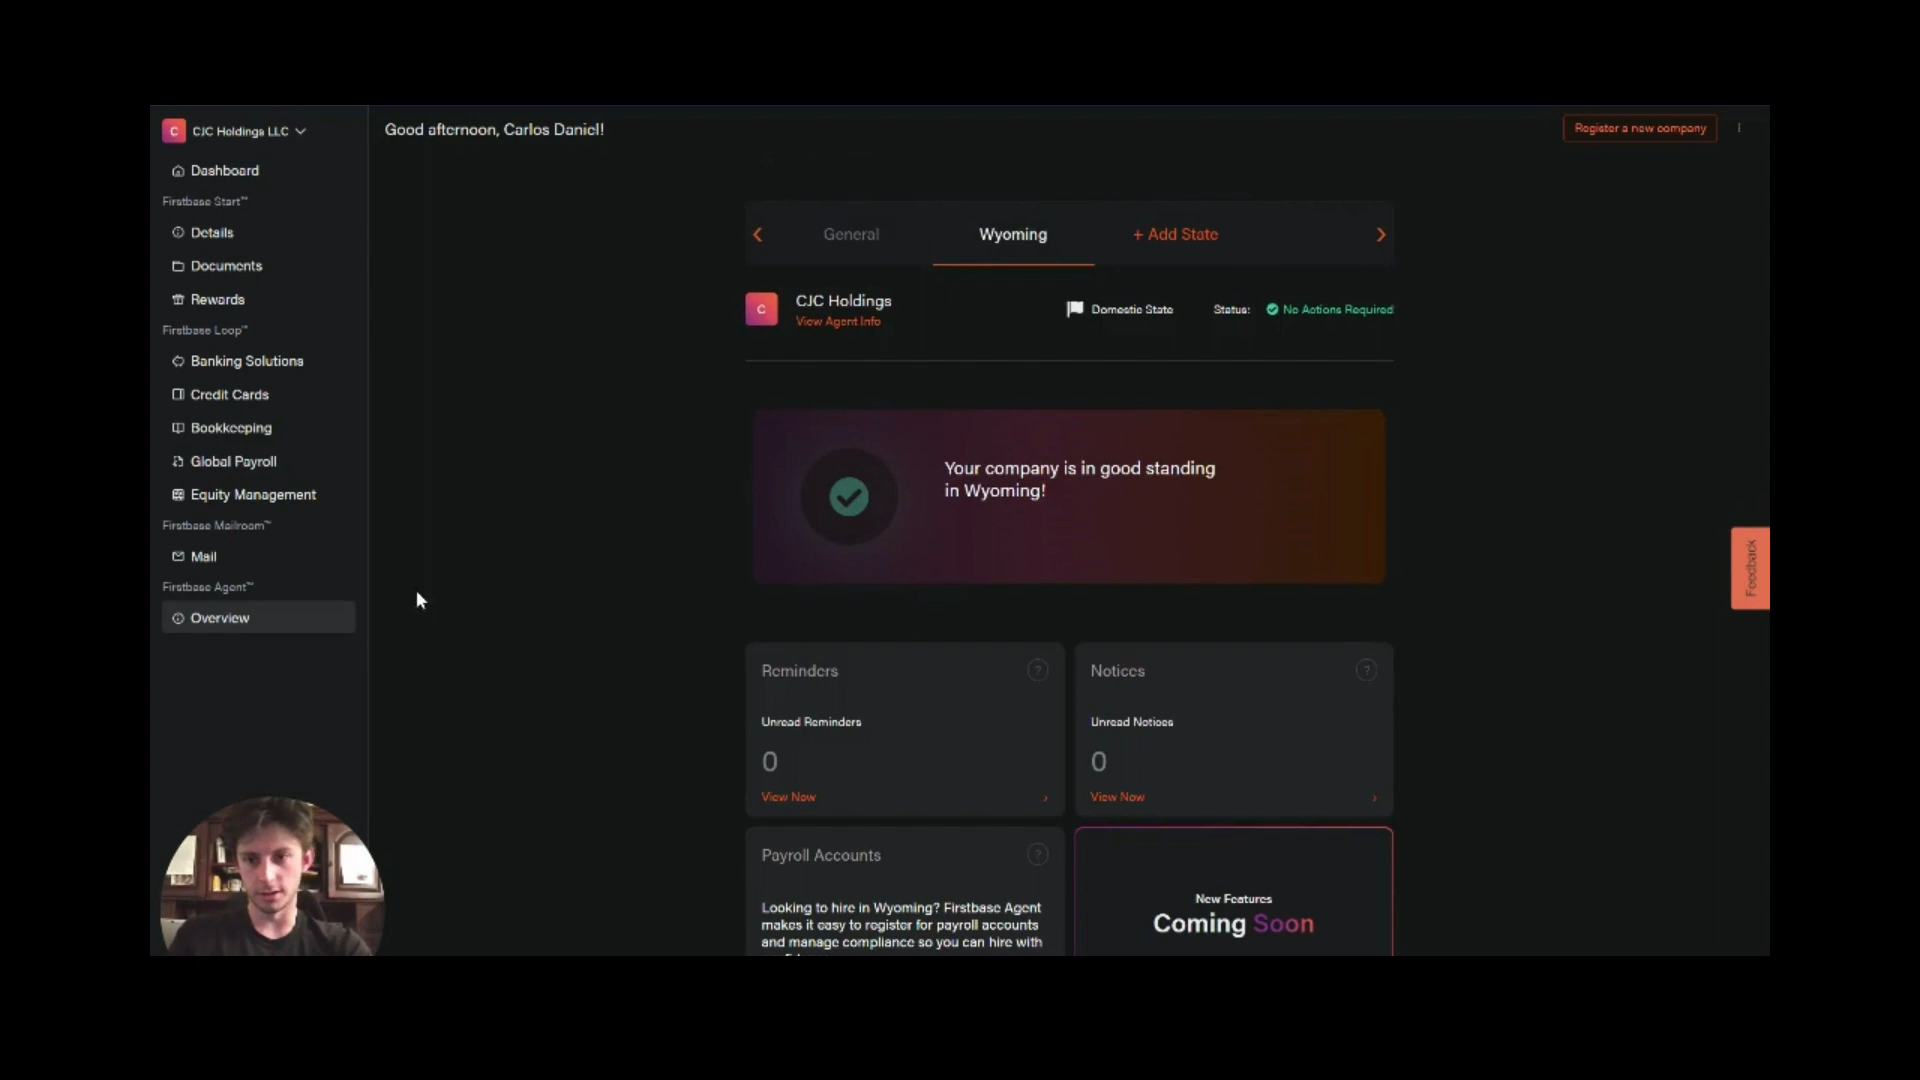 C
CJC Holdings LLC
Good afternoon, Carlos Daniel!
Register a new company
Dashboard
Firstbase Start™
Details
Documents
Rewards
Firstbase Loop™
Banking Solutions
Credit Cards
Bookkeeping
Global Payroll
Equity Management
Firstbase Mailroom™
Mail
Firstbase Agent™
Overview
General
Wyoming
+ Add State
C
CJC Holdings
View Agent Info
Domestic State
Status:
No Actions Required
Your company is in good standing
in Wyoming!
Feedback
Reminders
?
Unread Reminders
0
View Now
Notices
?
Unread Notices
0
View Now
Payroll Accounts
?
Looking to hire in Wyoming? Firstbase Agent
makes it easy to register for payroll accounts
and manage compliance so you can hire with
New Features
Coming Soon